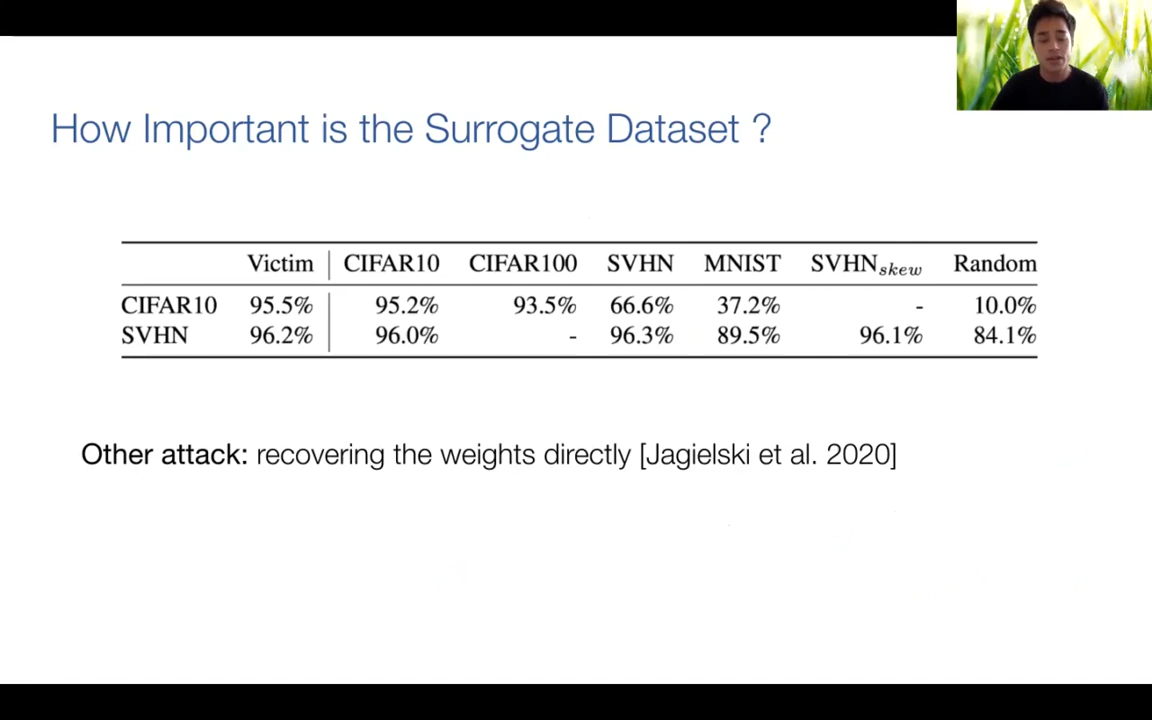 How Important is the Surrogate Dataset ?
Victim CIFAR10 CIFAR100 SVHN MNIST SVHNskew Random
CIFAR10 95.5% 95.2% 93.5% 66.6% 37.2% - 10.0%
SVHN 96.2% 96.0% - 96.3% 89.5% 96.1% 84.1%
Other attack: recovering the weights directly [Jagielski et al. 2020]